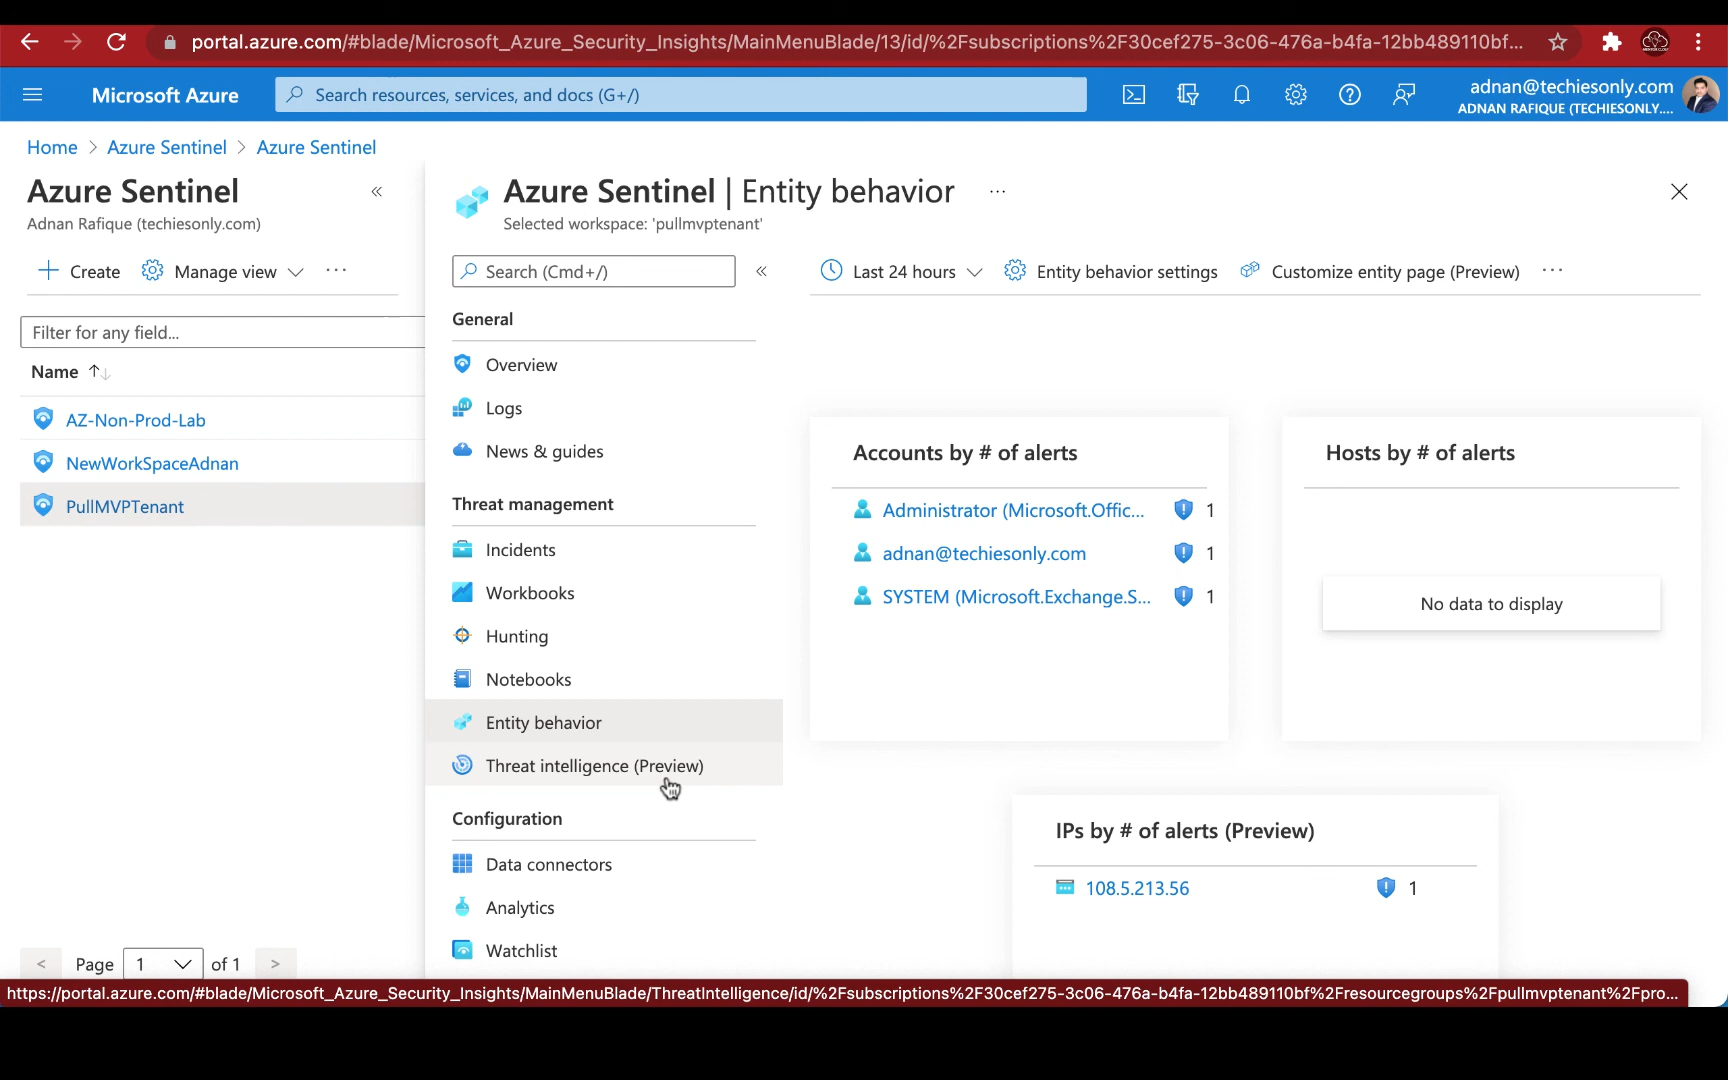 portal.azure.com/#blade/Microsoft_Azure_Security_Insights/MainMenuBlade/13/id/%2Fsubscriptions%2F30cef275-3c06-476a-b4fa-12bb489110bf...
Microsoft Azure
Search resources, services, and docs (G+/)
adnan@techiesonly.com
ADNAN RAFIQUE (TECHIESONLY....
Home > Azure Sentinel > Azure Sentinel
Azure Sentinel
Adnan Rafique (techiesonly.com)
Create
Manage view
Filter for any field...
Name
AZ-Non-Prod-Lab
NewWorkSpaceAdnan
PullMVPTenant
< Page 1 of 1 >
Azure Sentinel | Entity behavior
Selected workspace: 'pullmvptenant'
Search (Cmd+/)
General
Overview
Logs
News & guides
Threat management
Incidents
Workbooks
Hunting
Notebooks
Entity behavior
Threat intelligence (Preview)
Configuration
Data connectors
Analytics
Watchlist
Last 24 hours
Entity behavior settings
Customize entity page (Preview)
Accounts by # of alerts
Administrator (Microsoft.Offic... 1
adnan@techiesonly.com 1
SYSTEM (Microsoft.Exchange.S... 1
Hosts by # of alerts
No data to display
IPs by # of alerts (Preview)
108.5.213.56 1
https://portal.azure.com/#blade/Microsoft_Azure_Security_Insights/MainMenuBlade/ThreatIntelligence/id/%2Fsubscriptions%2F30cef275-3c06-476a-b4fa-12bb489110bf%2Fresourcegroups%2Fpullmvptenant%2Fpro...